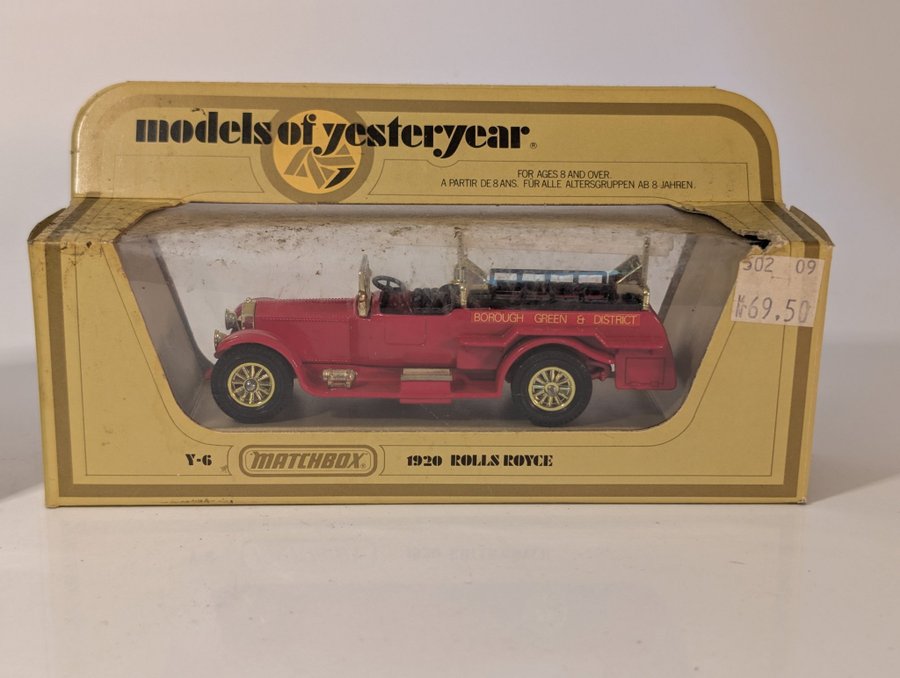 models of yesteryear®
FOR AGES 8 AND OVER.
A PARTIR DE 8 ANS. FÜR ALLE ALTERSGRUPPEN AB 8 JAHREN.
502 09
Kr69.50
BOROUGH GREEN & DISTRICT
Y-6 MATCHBOX® 1920 ROLLS ROYCE